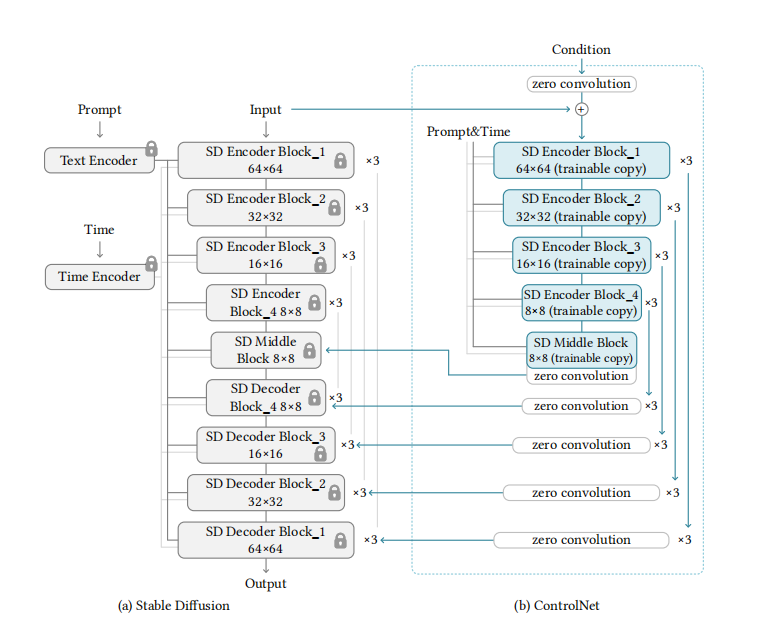 Condition
zero convolution
Prompt
Input
+
Prompt&Time
Text Encoder
SD Encoder Block_1
64×64
×3
SD Encoder Block_1
64×64 (trainable copy)
×3
SD Encoder Block_2
32×32
×3
SD Encoder Block_2
32×32 (trainable copy)
×3
Time
Time Encoder
SD Encoder Block_3
16×16
×3
SD Encoder Block_3
16×16 (trainable copy)
×3
SD Encoder
Block_4 8×8
×3
SD Encoder Block_4
8×8 (trainable copy)
×3
SD Middle
Block 8×8
SD Middle Block
8×8 (trainable copy)
zero convolution
SD Decoder
Block_4 8×8
×3
zero convolution
×3
SD Decoder Block_3
16×16
×3
zero convolution
×3
SD Decoder Block_2
32×32
×3
zero convolution
×3
SD Decoder Block_1
64×64
×3
zero convolution
×3
Output
(a) Stable Diffusion
(b) ControlNet